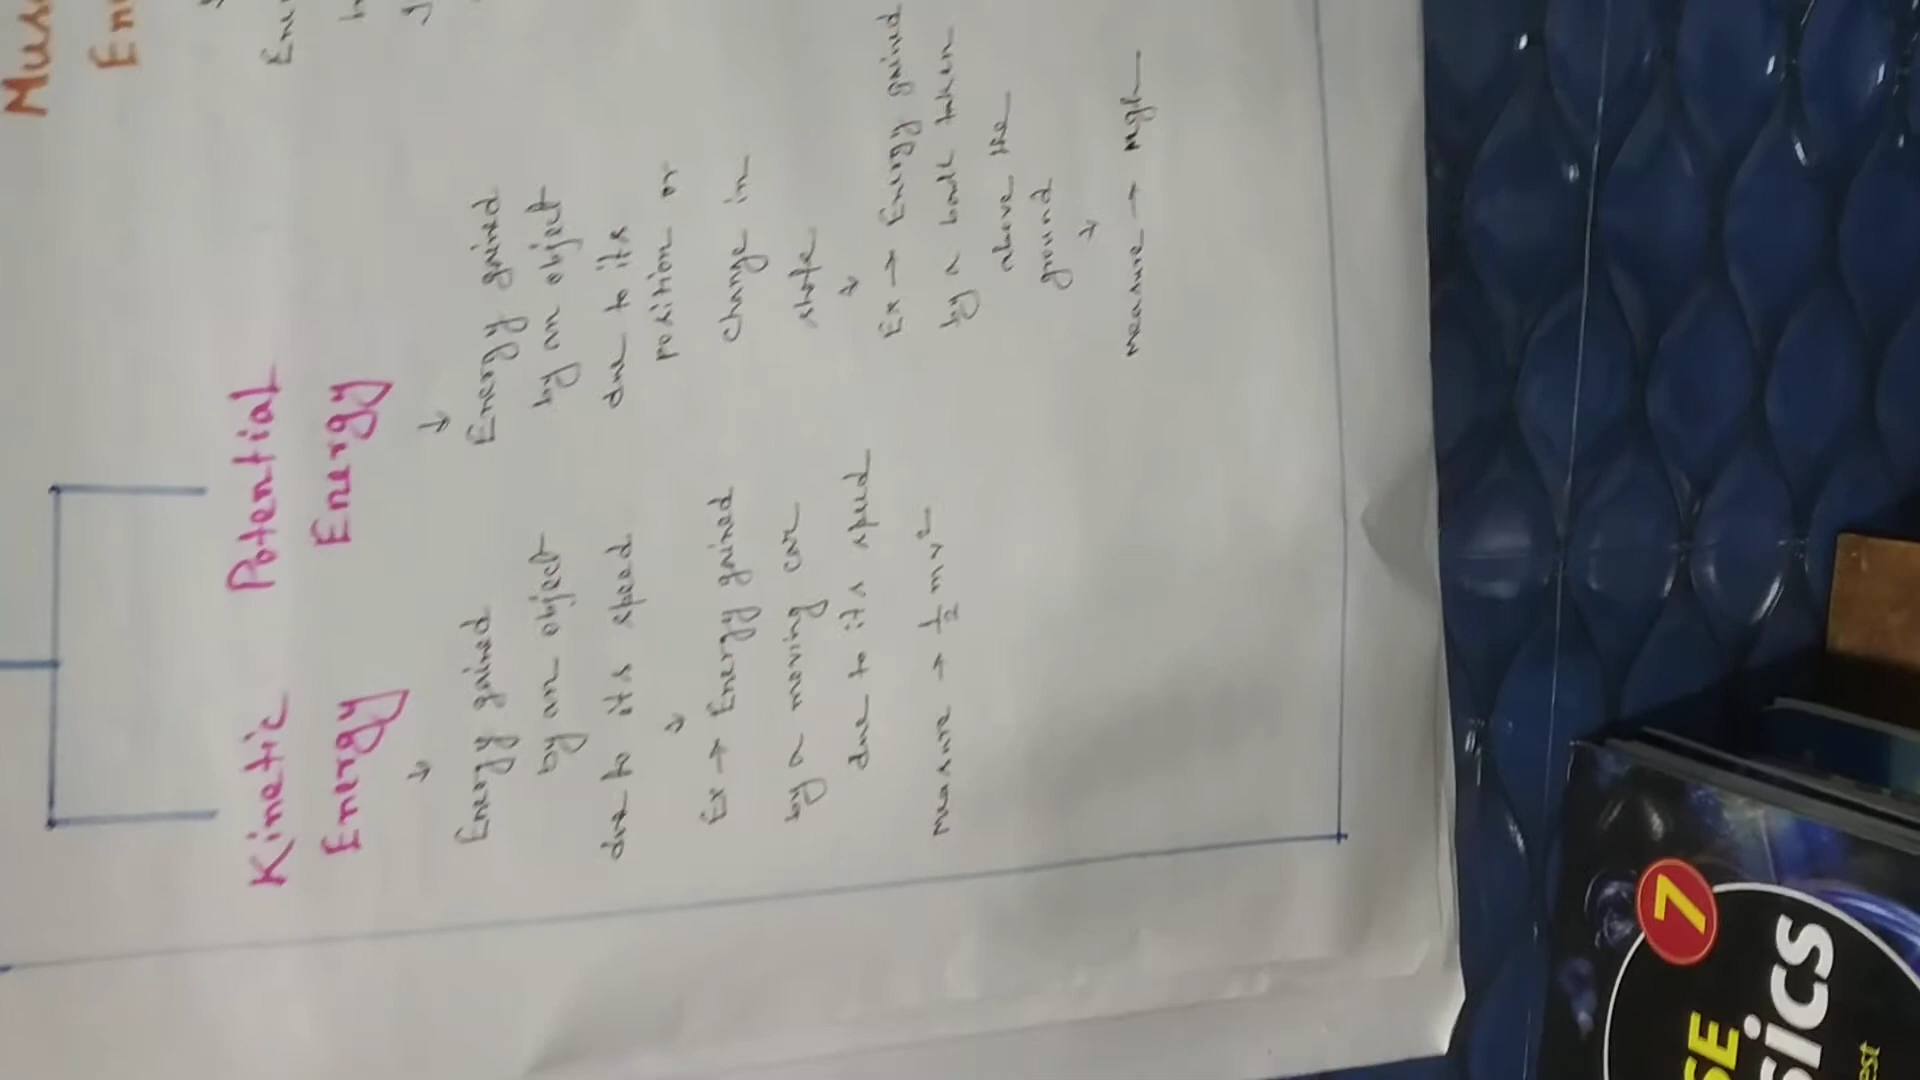 Kinetic
Energy
↓
Energy gained
by an object
due to its speed
↓
Ex → Energy gained
by a moving car
due to its speed
measure → 1/2 mv²
Potential
Energy
↓
Energy gained
by an object
due to its
position or
change in
state
↓
Ex → Energy gained
by a
taken
above the
ground
↓
measure → mgh
7